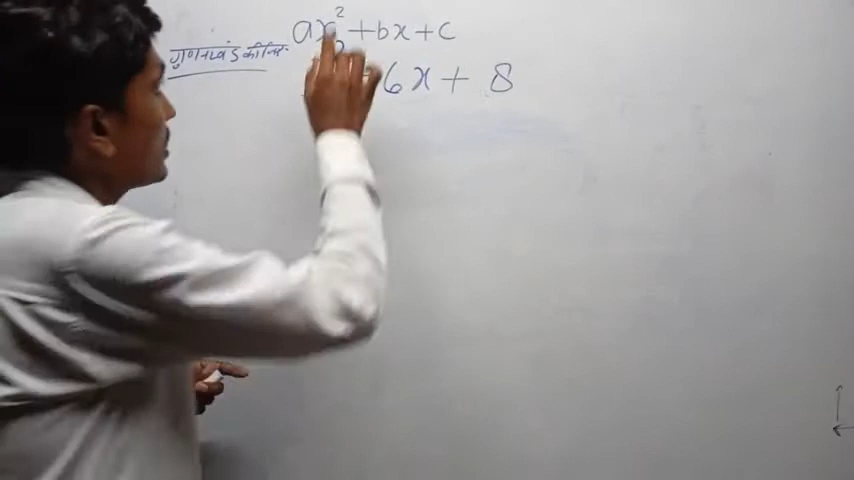 ax² + bx + c
गुणनखंड कीजिए-
6x + 8